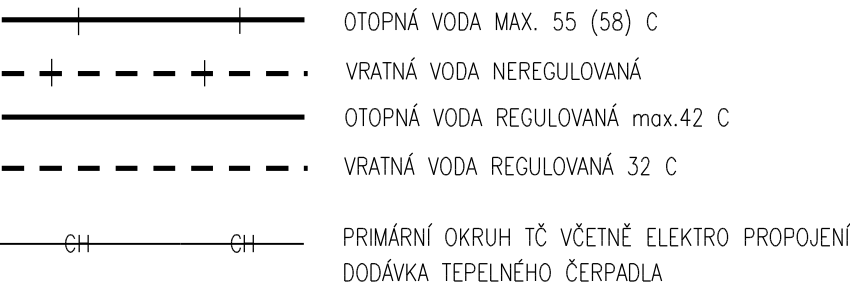 OTOPNÁ VODA MAX. 55 (58) C
VRATNÁ VODA NEREGULOVANÁ
OTOPNÁ VODA REGULOVANÁ max.42 C
VRATNÁ VODA REGULOVANÁ 32 C
CH CH PRIMÁRNÍ OKRUH TČ VČETNĚ ELEKTRO PROPOJENÍ
DODÁVKA TEPELNÉHO ČERPADLA